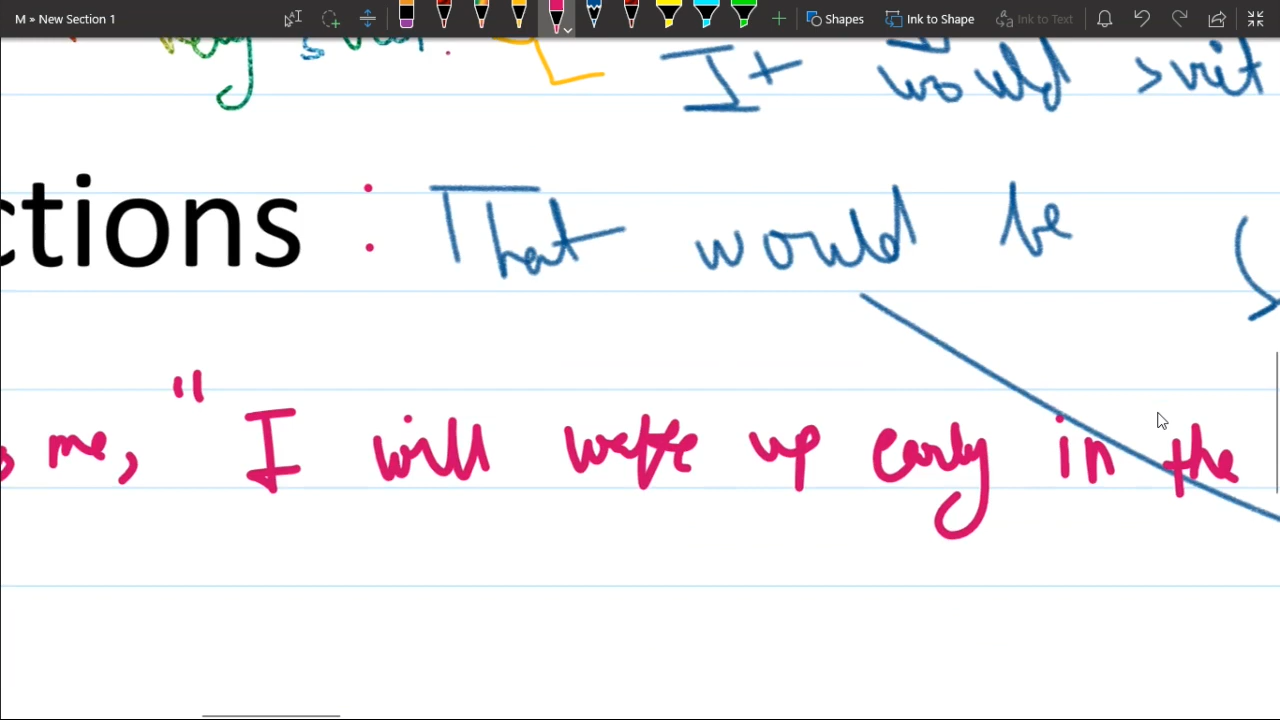 M » New Section 1
Shapes
Ink to Shape
Ink to Text
It would suit
ctions : That would be
me, " I will wake up early in the